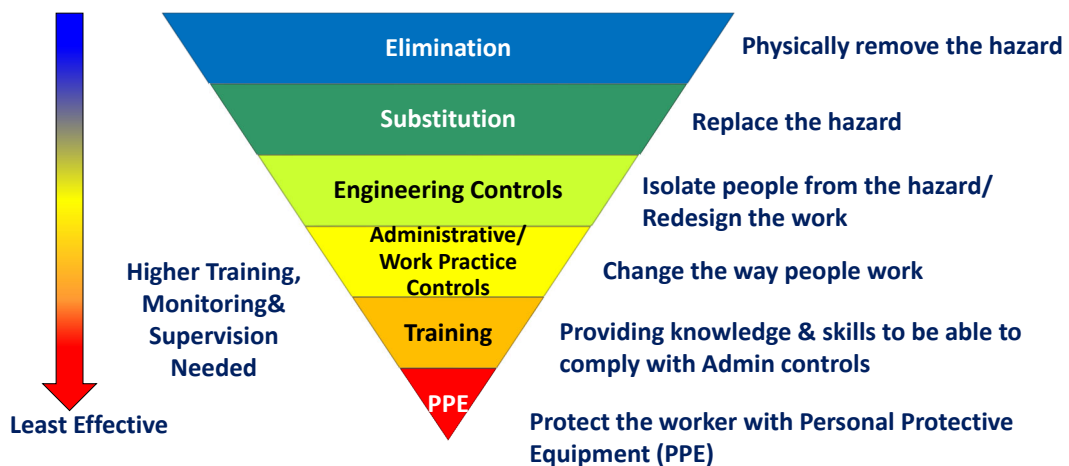 Elimination
Physically remove the hazard
Substitution
Replace the hazard
Engineering Controls
Isolate people from the hazard/
Redesign the work
Administrative/
Work Practice
Controls
Change the way people work
Higher Training,
Monitoring&
Supervision
Needed
Training
Providing knowledge & skills to be able to
comply with Admin controls
PPE
Least Effective
Protect the worker with Personal Protective
Equipment (PPE)